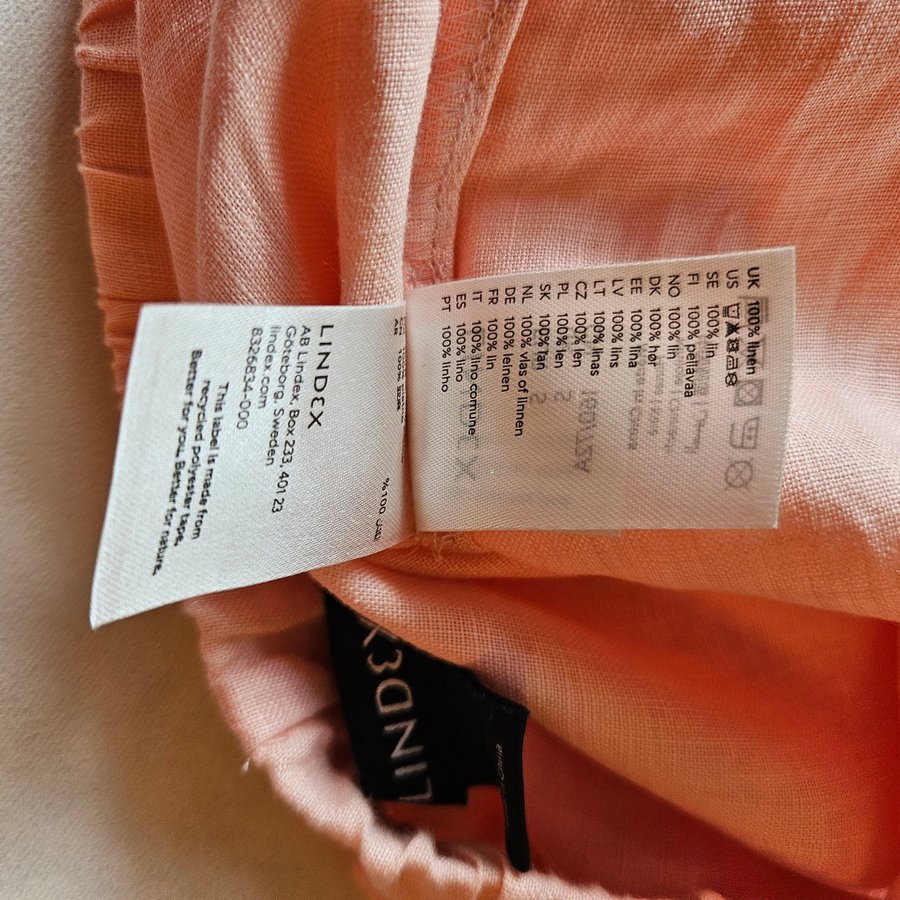 UK 100% linen
US
SE 100% lin
FI 100% pellavaa
NO 100% lin
DK 100% hør
EE 100% lina
LV 100% lins
LT 100% linas
CZ 100% len
PL 100% len
SK 100% ľan
NL 100% vlas of linnen
DE 100% leinen
FR 100% lin
IT 100% lino comune
ES 100% lino
PT 100% linho
%100
LINDEX
AB Lindex, Box 233, 401 23
Göteborg, Sweden
lindex.com
8326834-000
This label is made from
recycled polyester tape.
Better for you. Better for nature.
LINDEX